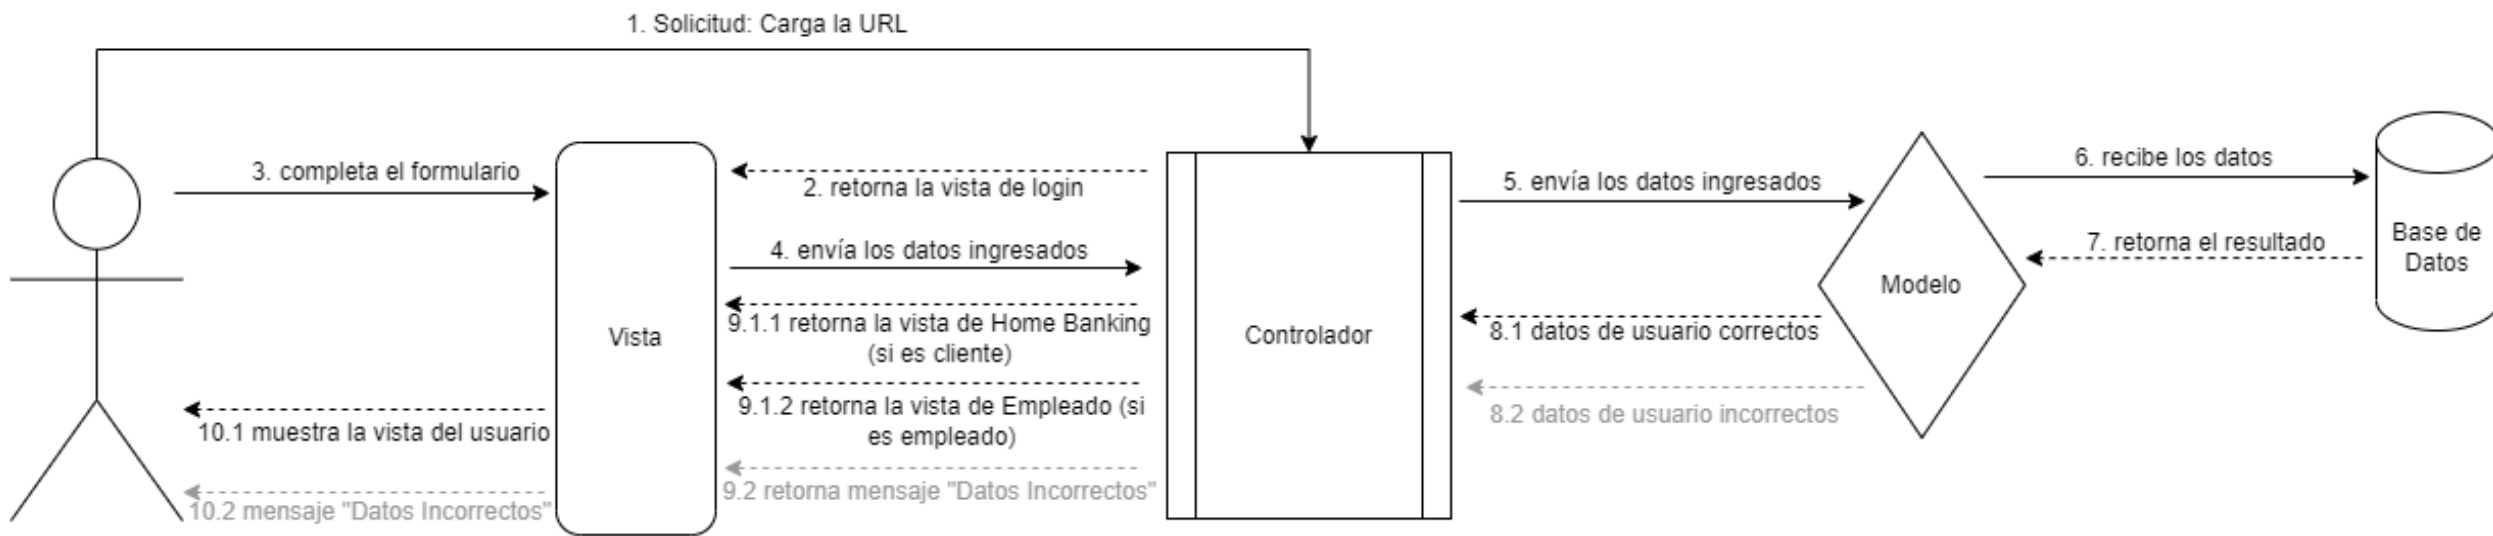 1. Solicitud: Carga la URL
3. completa el formulario
2. retorna la vista de login
4. envía los datos ingresados
5. envía los datos ingresados
6. recibe los datos
7. retorna el resultado
Base de
Datos
Modelo
8.1 datos de usuario correctos
8.2 datos de usuario incorrectos
Controlador
9.1.1 retorna la vista de Home Banking
(si es cliente)
9.1.2 retorna la vista de Empleado (si
es empleado)
9.2 retorna mensaje "Datos Incorrectos"
Vista
10.1 muestra la vista del usuario
10.2 mensaje "Datos Incorrectos"